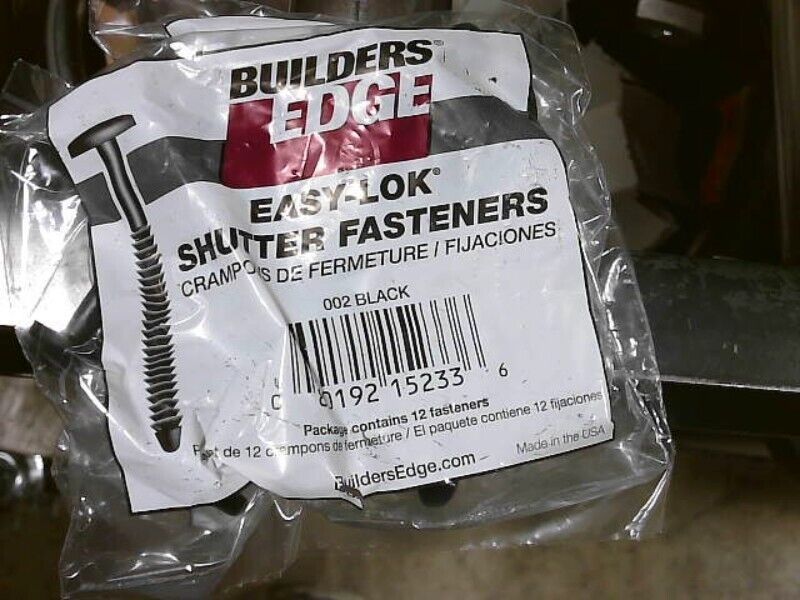 BUILDERS®
EDGE
EASY-LOK®
SHUTTER FASTENERS
CRAMPONS DE FERMETURE / FIJACIONES
002 BLACK
0 0192 15233 6
Package contains 12 fasteners
de 12 crampons de fermeture / El paquete contiene 12 fijaciones
BuildersEdge.com
Made in the USA